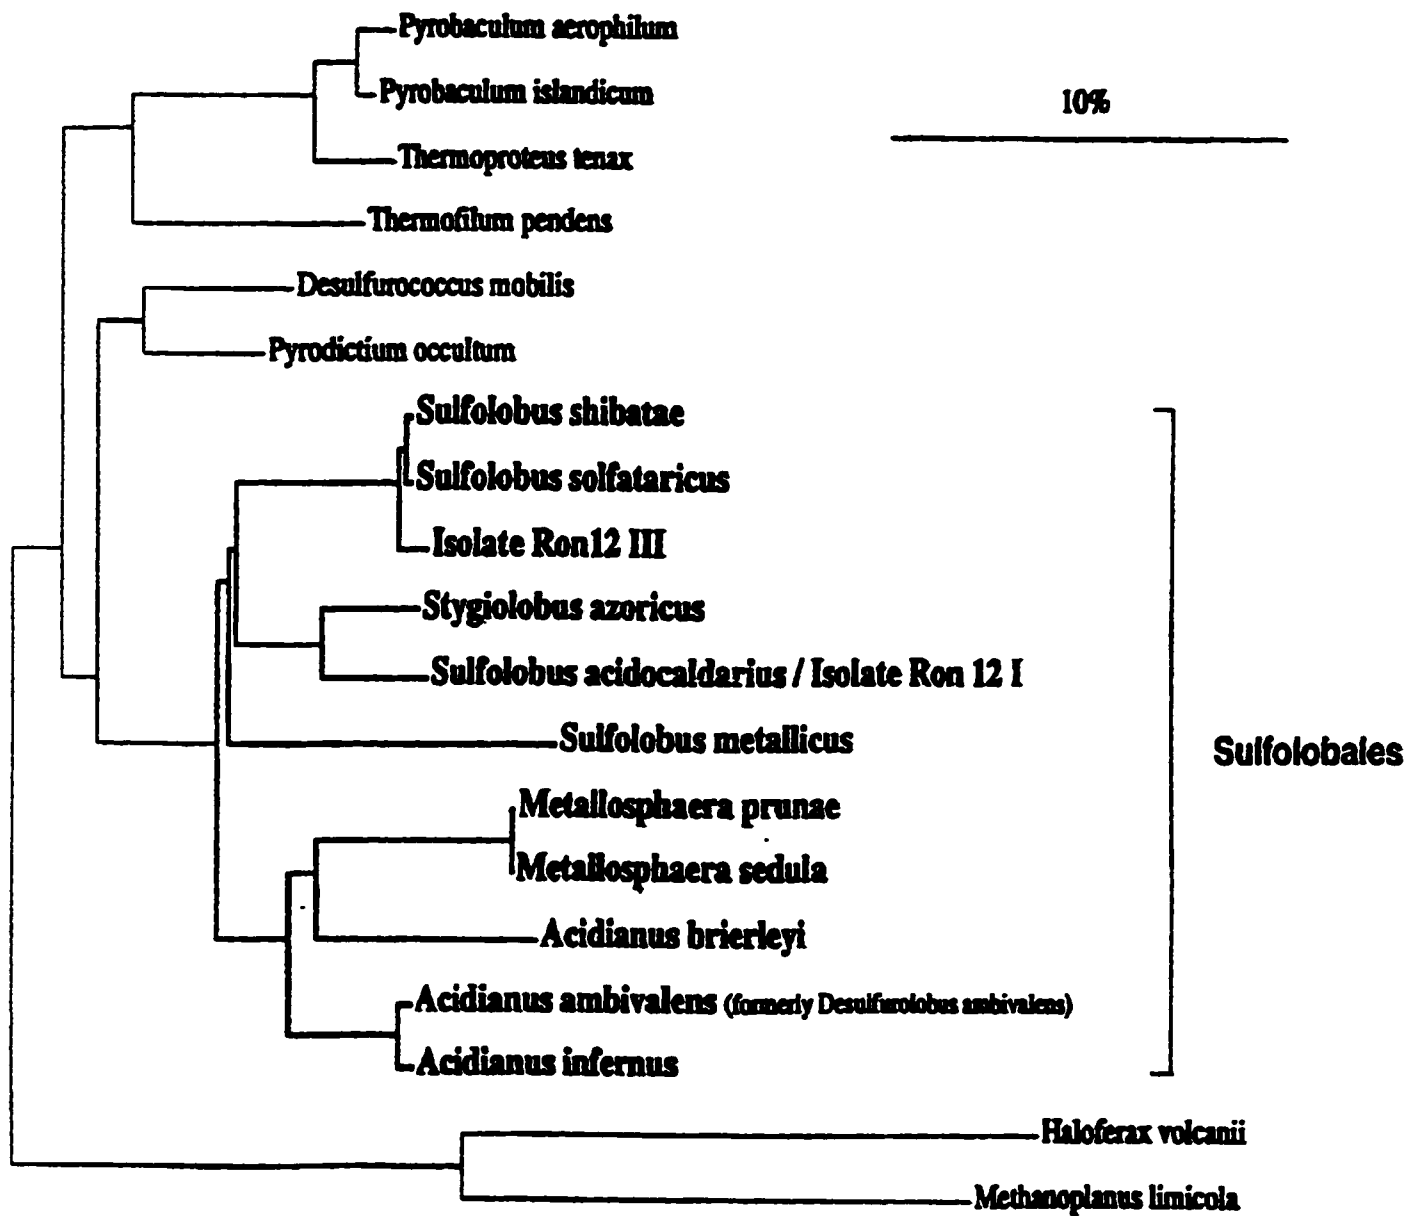 Pyrobaculum aerophilum
10%
Pyrobaculum islandicum
Thermoproteus tenax
Thermofilum pendens
Desulfurococcus mobilis
Pyrodictium occultum
Sulfolobus shibatae
Sulfolobus solfataricus
Isolate Ron12 III
Stygiolobus azoricus
Sulfolobus acidocaldarius / Isolate Ron 12 I
Sulfolobus metallicus
Sulfolobales
Metallosphaera prunae
Metallosphaera sedula
Acidianus brierleyi
Acidianus ambivalens (formerly Desulfurolobus ambivalens)
Acidianus infernus
Haloferax volcanii
Methanoplanus limicola